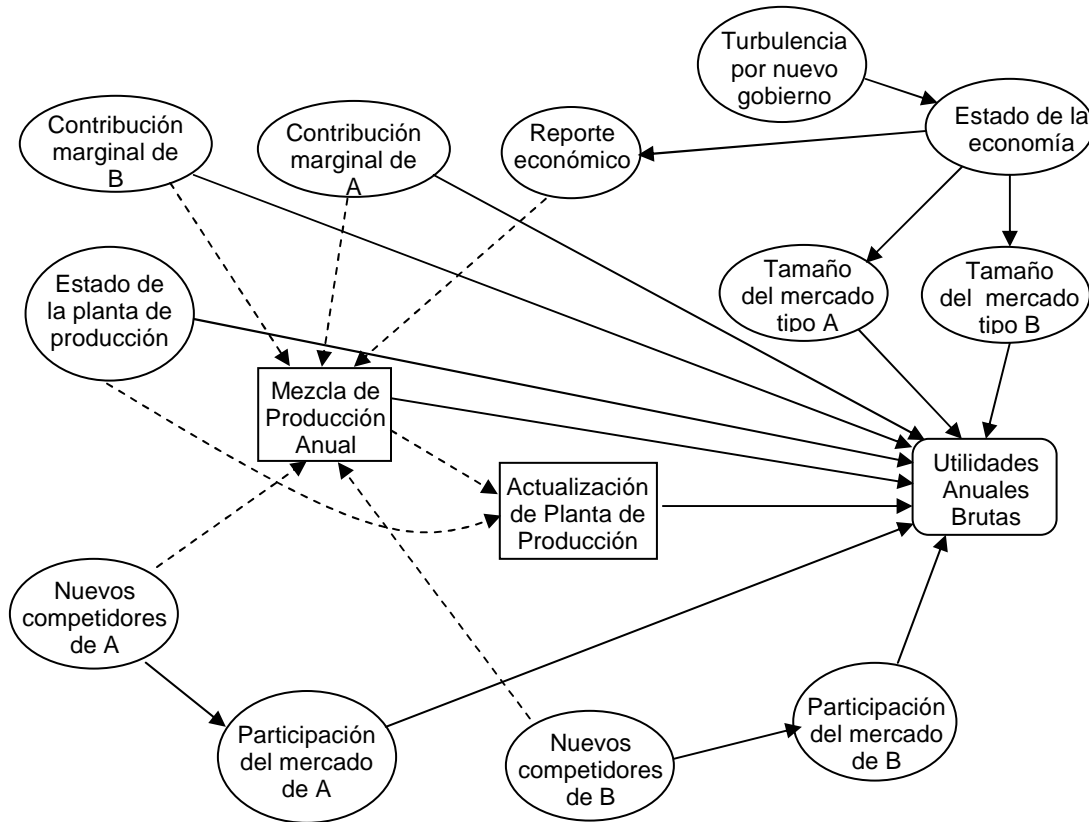 Turbulencia
por nuevo
gobierno
Contribución
marginal de
B
Contribución
marginal de
A
Reporte
económico
Estado de la
economía
Estado de
la planta de
producción
Tamaño
del mercado
tipo A
Tamaño
del mercado
tipo B
Mezcla de
Producción
Anual
Actualización
de Planta de
Producción
Utilidades
Anuales
Brutas
Nuevos
competidores
de A
Participación
del mercado
de A
Nuevos
competidores
de B
Participación
del mercado
de B